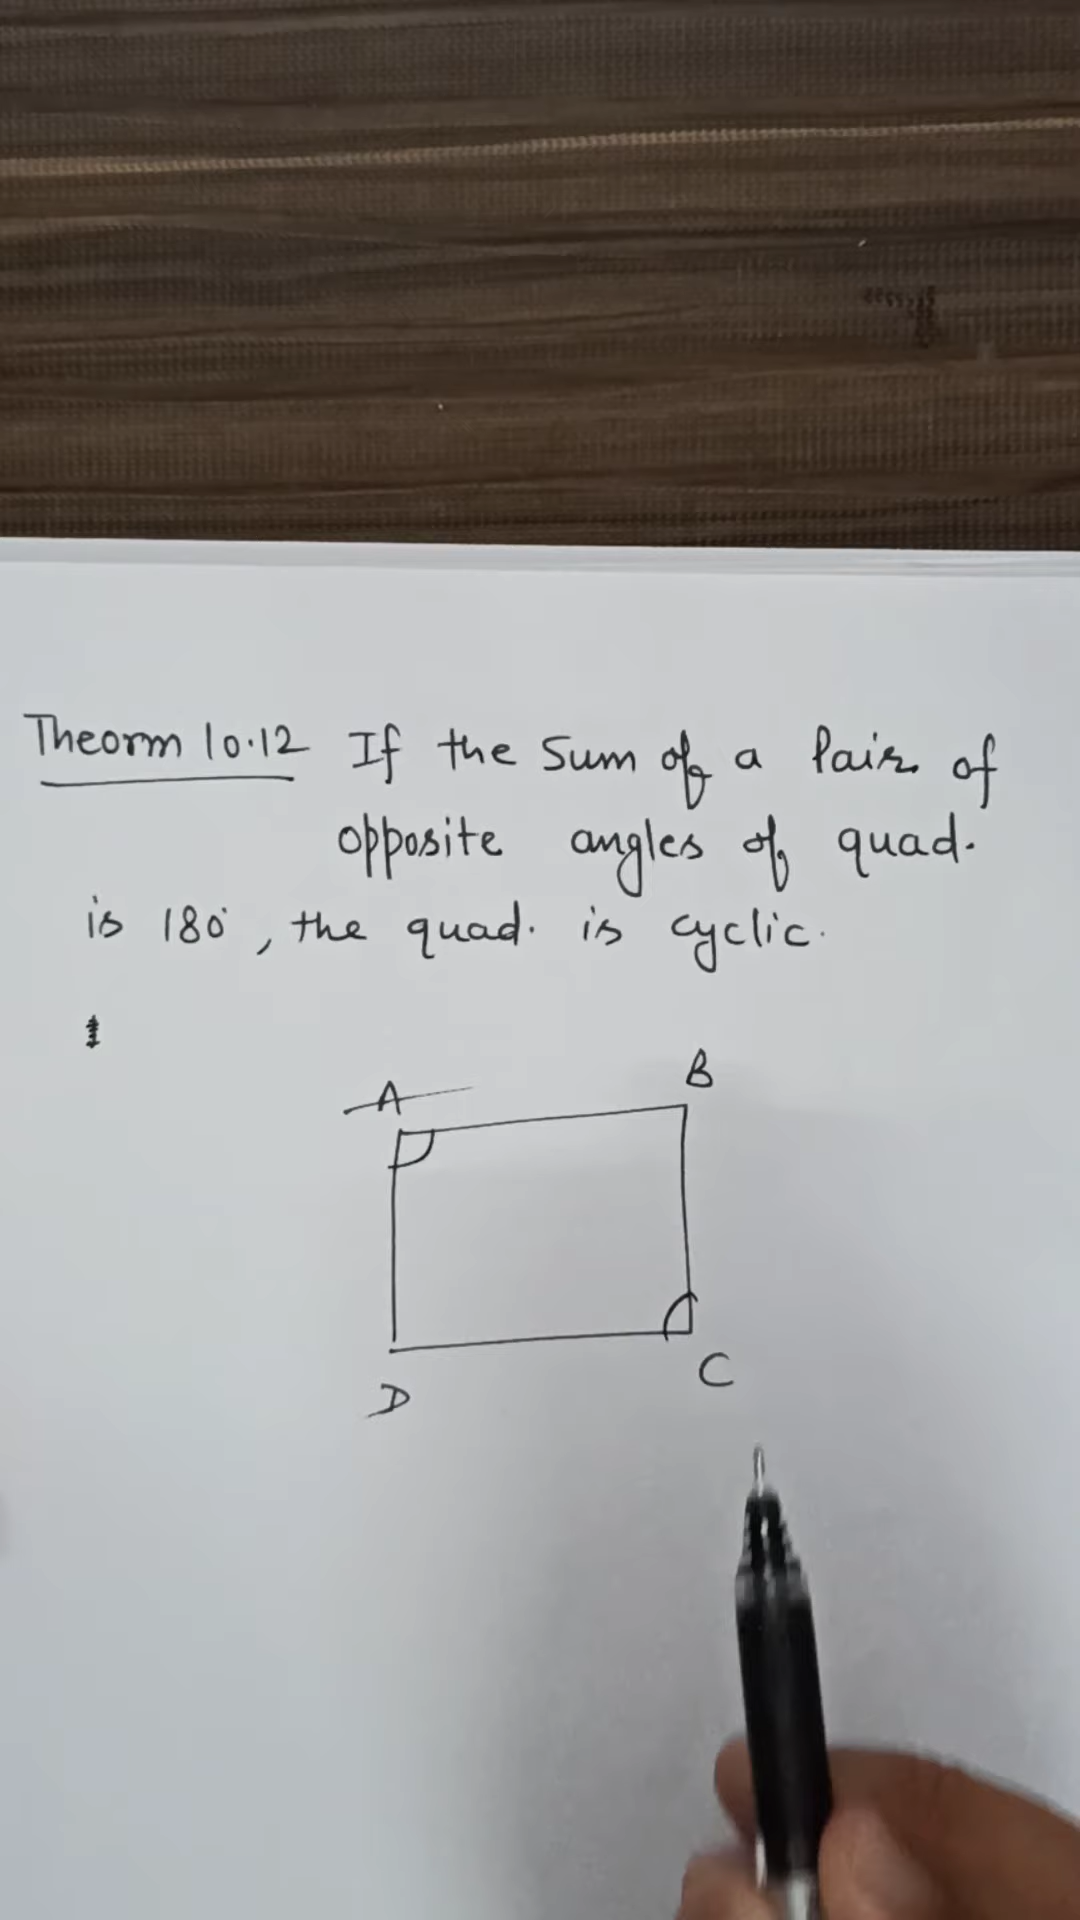 Theorm 10.12 If the Sum of a Pair of
opposite angles of quad.
is 180°, the quad. is cyclic.
A
B
D
C